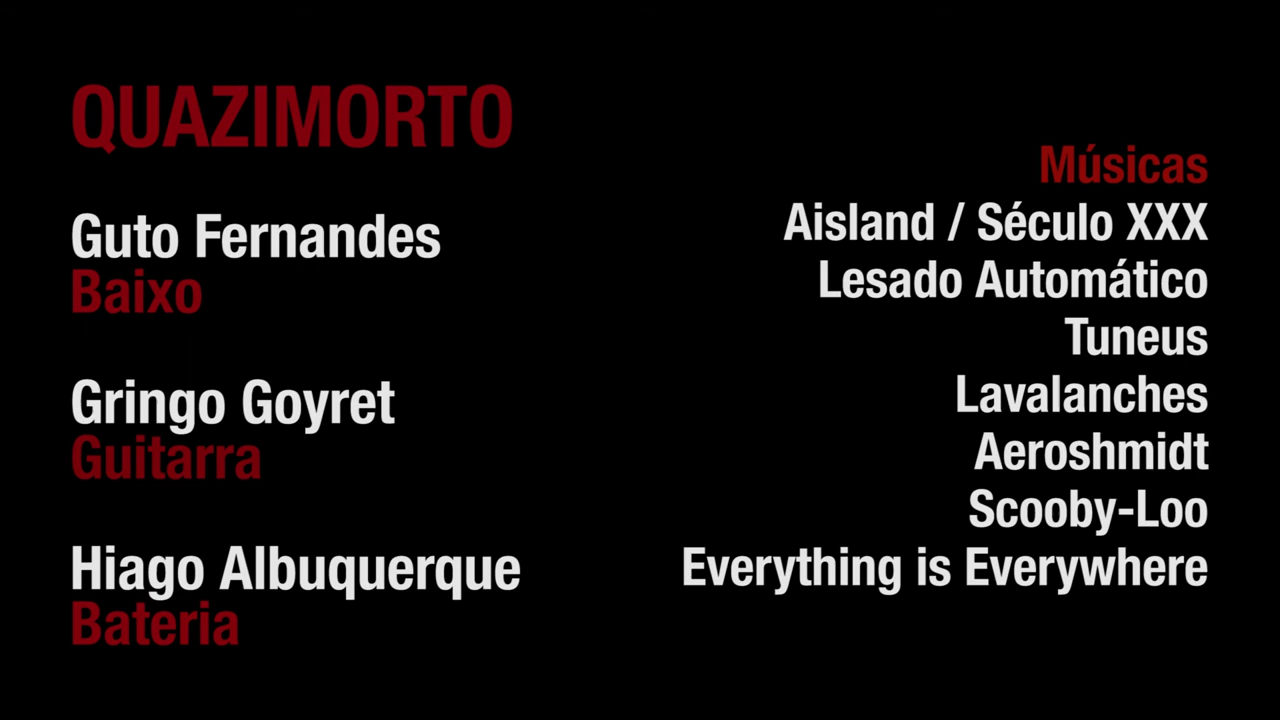 QUAZIMORTO
Guto Fernandes
Baixo
Gringo Goyret
Guitarra
Hiago Albuquerque
Bateria
Músicas
Aisland / Século XXX
Lesado Automático
Tuneus
Lavalanches
Aeroshmidt
Scooby-Loo
Everything is Everywhere